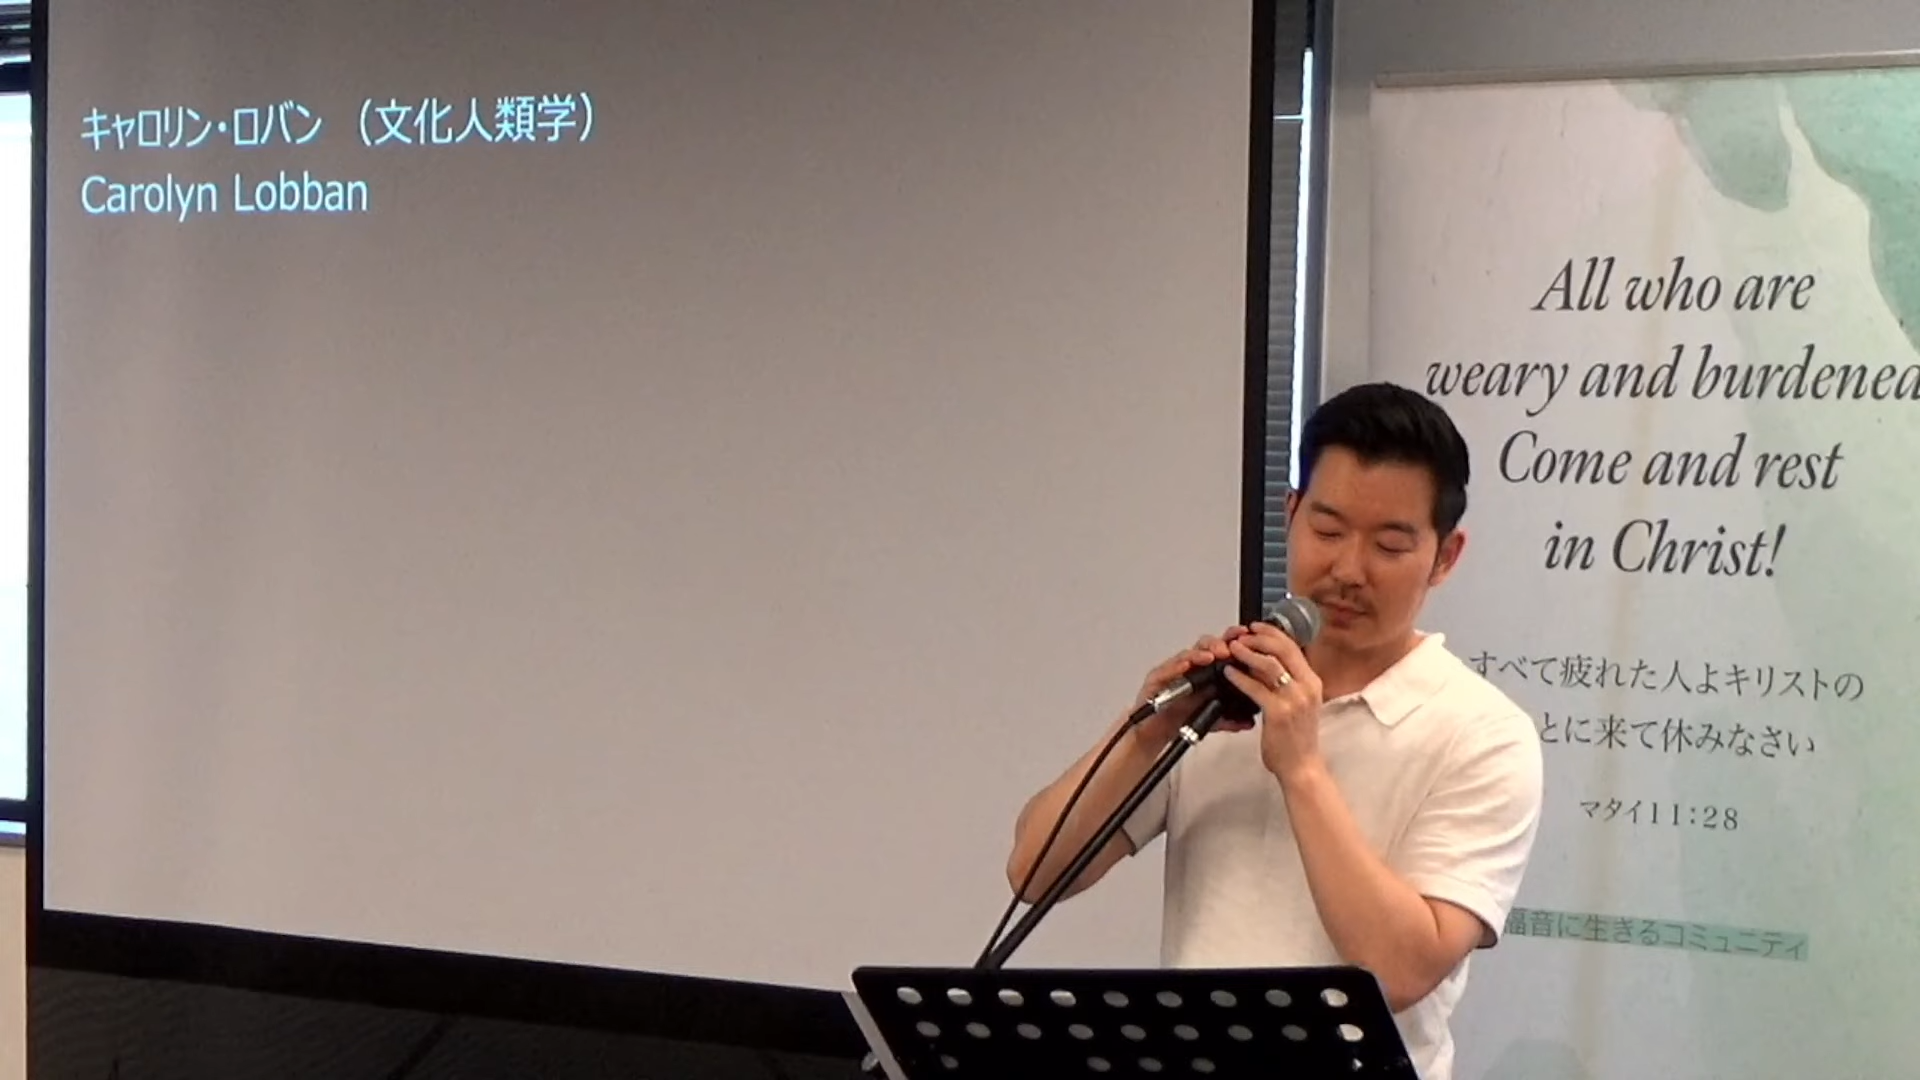 キャロリン・ロバン （文化人類学）
Carolyn Lobban
All who are
weary and burdened
Come and rest
in Christ!
すべて疲れた人よキリストの
とに来て休みなさい
マタイ11：28
福音に生きるコミュニティ